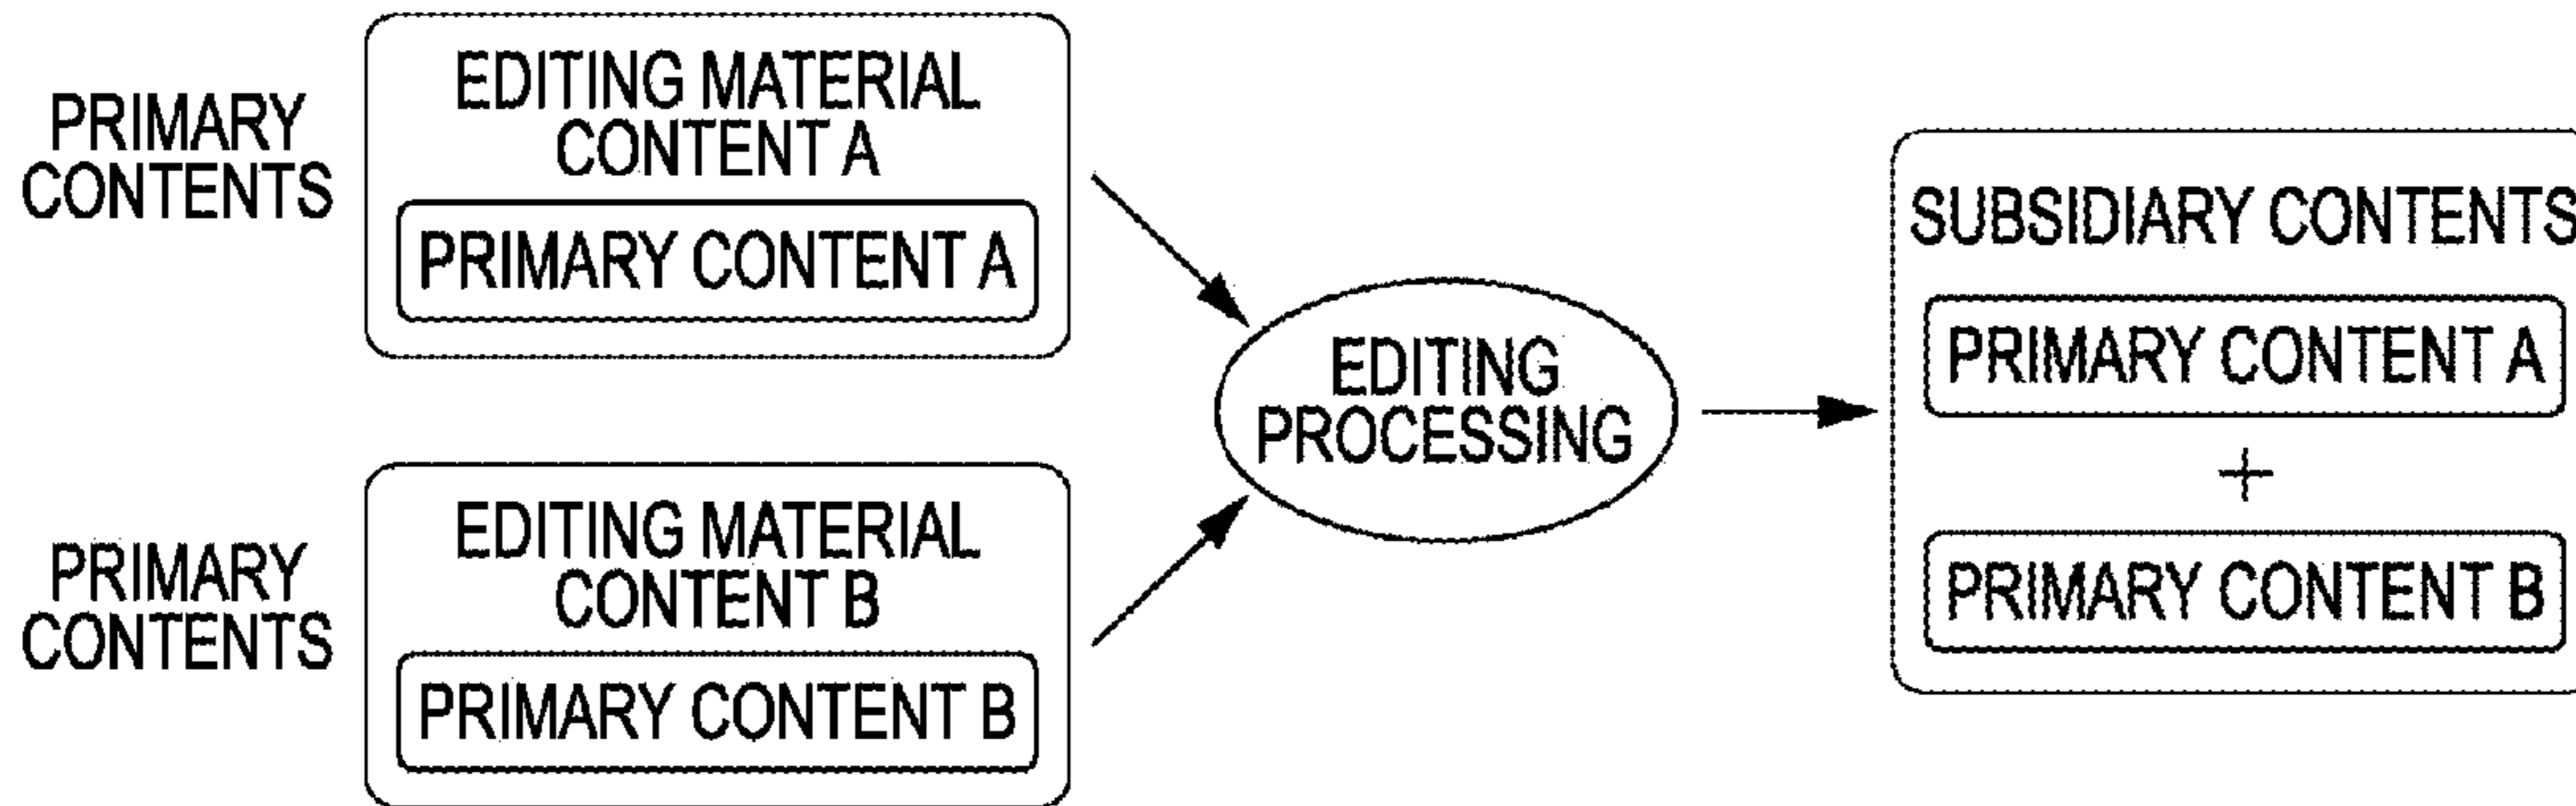 PRIMARY
CONTENTS
EDITING MATERIAL
CONTENT A
PRIMARY CONTENT A
PRIMARY
CONTENTS
EDITING MATERIAL
CONTENT B
PRIMARY CONTENT B
EDITING
PROCESSING
SUBSIDIARY CONTENTS
PRIMARY CONTENT A
+
PRIMARY CONTENT B